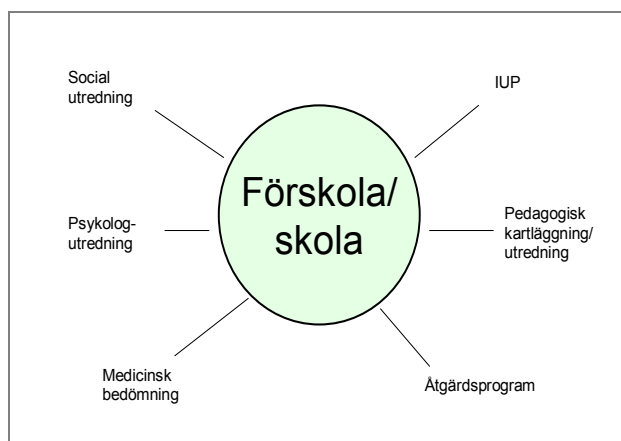 Social
utredning
IUP
Förskola/
skola
Psykolog-
utredning
Pedagogisk
kartläggning/
utredning
Medicinsk
bedömning
Åtgärdsprogram